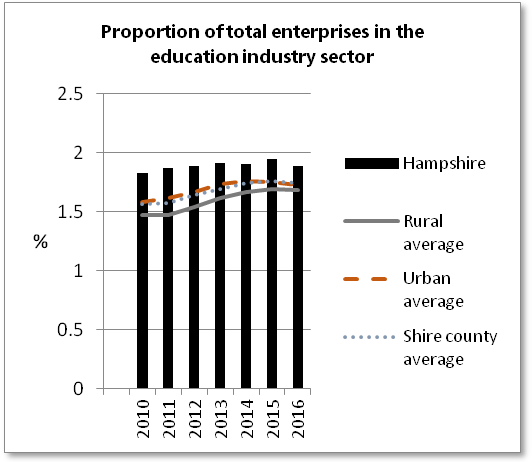 Proportion of total enterprises in the
education industry sector
2.5
2
1.5
1
0.5
0
%
2010
2011
2012
2013
2014
2015
2016
Hampshire
Rural
average
Urban
average
Shire county
average